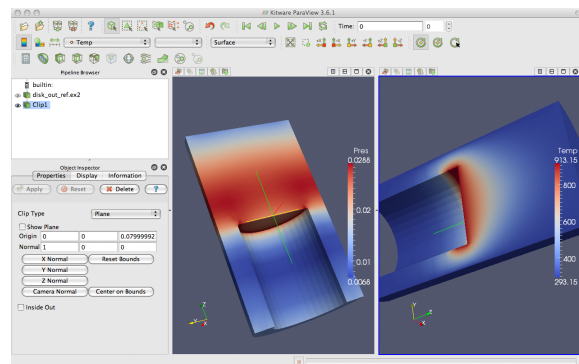 Kitware ParaView 3.6.1
Time: 0 0
Temp Surface
Pipeline Browser
builtin:
disk_out_ref.ex2
Clip1
Object Inspector
Properties Display Information
Apply Reset Delete ?
Clip Type Plane
Show Plane
Origin 0 0 0.07999992
Normal 1 0 0
X Normal Reset Bounds
Y Normal
Z Normal
Camera Normal Center on Bounds
Inside Out
Pres
0.0288
0.02
0.01
0.0068
Z
Y
X
Temp
913.15
800
600
400
293.15
Y
Z
X